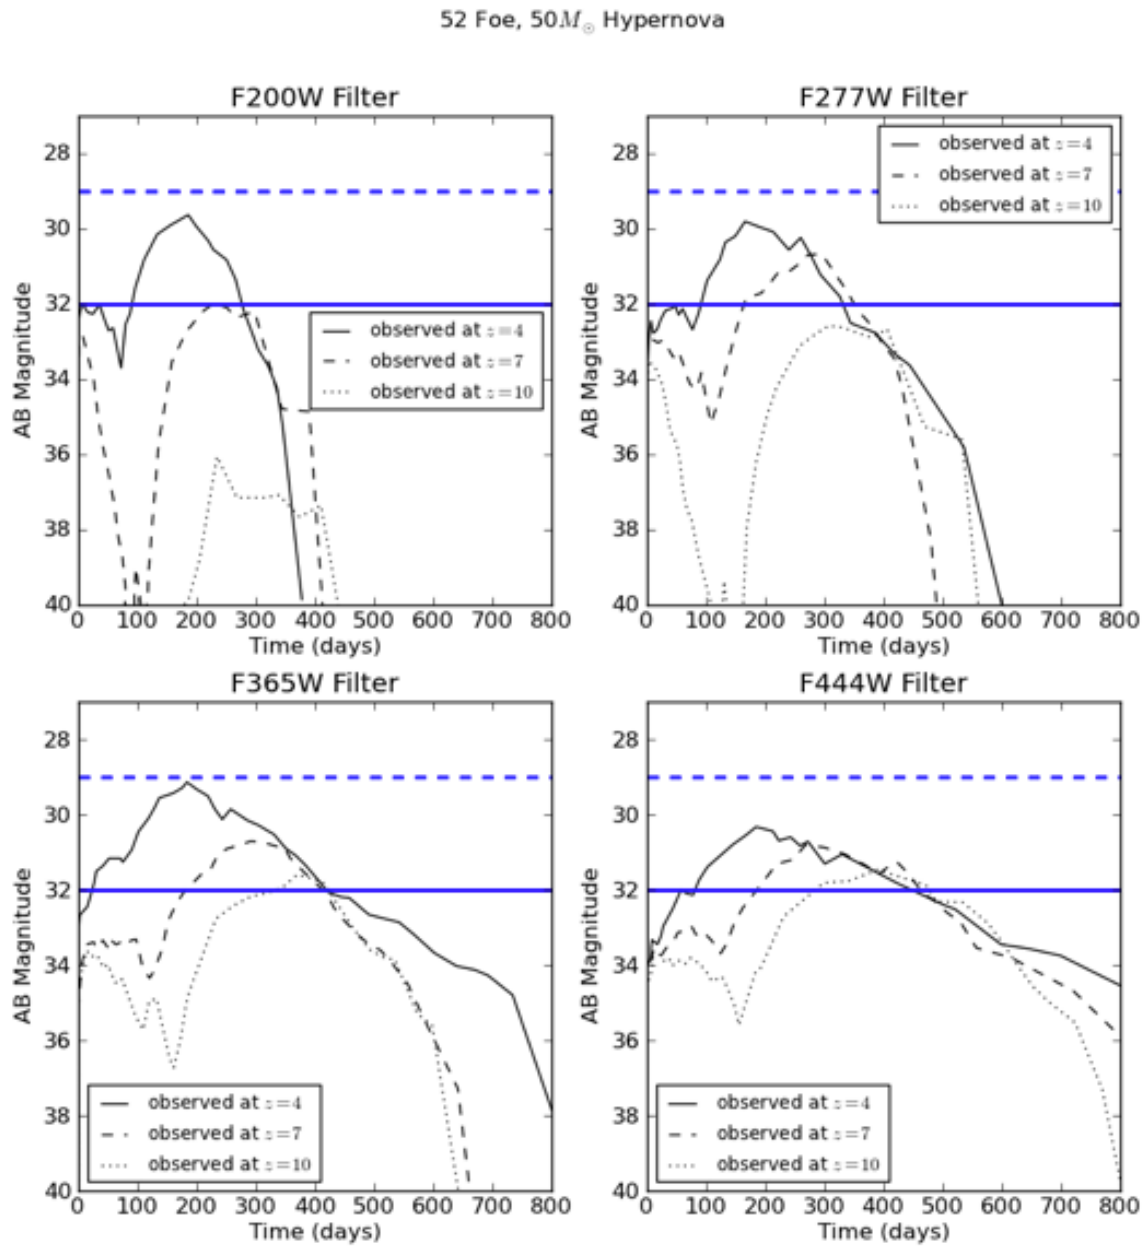 52 Foe, 50M☉ Hypernova
F200W Filter
AB Magnitude
28
30
32
34
36
38
40
observed at z=4
observed at z=7
observed at z=10
0 100 200 300 400 500 600 700 800
Time (days)
F277W Filter
AB Magnitude
28
30
32
34
36
38
40
observed at z=4
observed at z=7
observed at z=10
0 100 200 300 400 500 600 700 800
Time (days)
F365W Filter
AB Magnitude
28
30
32
34
36
38
40
observed at z=4
observed at z=7
observed at z=10
0 100 200 300 400 500 600 700 800
Time (days)
F444W Filter
AB Magnitude
28
30
32
34
36
38
40
observed at z=4
observed at z=7
observed at z=10
0 100 200 300 400 500 600 700 800
Time (days)